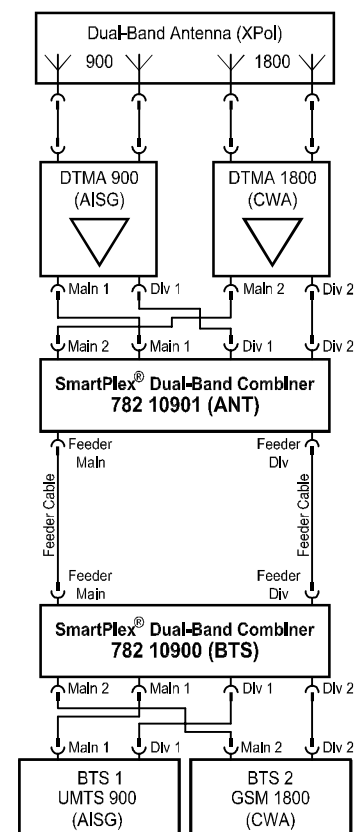 Dual-Band Antenna (XPol)
900 1800
DTMA 900 DTMA 1800
(AISG) (CWA)
Main 1 Div 1 Main 2 Div 2
Main 2 Main 1 Div 1 Div 2
SmartPlex® Dual-Band Combiner
782 10901 (ANT)
Feeder Feeder
Main Div
Feeder Cable Feeder Cable
Feeder Feeder
Main Div
SmartPlex® Dual-Band Combiner
782 10900 (BTS)
Main 2 Main 1 Div 1 Div 2
Main 1 Div 1 Main 2 Div 2
BTS 1 BTS 2
UMTS 900 GSM 1800
(AISG) (CWA)